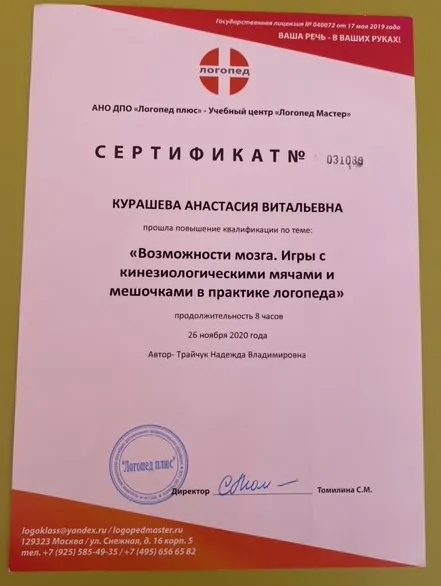 Государственная лицензия № 040072 от 17 мая 2019 года
ВАША РЕЧЬ - В ВАШИХ РУКАХ!
ЛОГОПЕД
АНО ДПО «Логопед плюс» - Учебный центр «Логопед Мастер»
СЕРТИФИКАТ №
КУРАШЕВА АНАСТАСИЯ ВИТАЛЬЕВНА
прошла повышение квалификации по теме:
«Возможности мозга. Игры с
кинезиологическими мячами и
мешочками в практике логопеда»
продолжительность 8 часов
26 ноября 2020 года
Автор- Трайчук Надежда Владимировна
"Логопед плюс"
Директор
Томилина С.М.
logoklass@yandex.ru / logopedmaster.ru
129323 Москва / ул. Снежная, д. 16 корп. 5
тел. +7 (925) 585-49-35 / +7 (495) 656 65 82